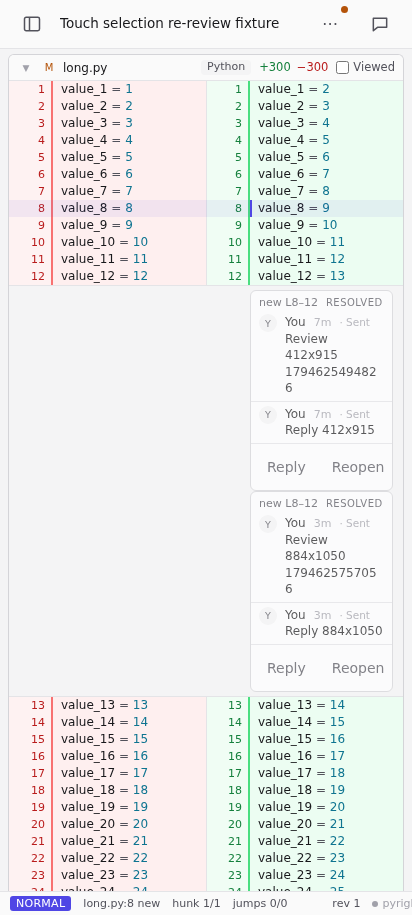 Touch selection re-review fixture ...
▼ M long.py Python +300 −300 Viewed
1 value_1 = 1 1 value_1 = 2
2 value_2 = 2 2 value_2 = 3
3 value_3 = 3 3 value_3 = 4
4 value_4 = 4 4 value_4 = 5
5 value_5 = 5 5 value_5 = 6
6 value_6 = 6 6 value_6 = 7
7 value_7 = 7 7 value_7 = 8
8 value_8 = 8 8 value_8 = 9
9 value_9 = 9 9 value_9 = 10
10 value_10 = 10 10 value_10 = 11
11 value_11 = 11 11 value_11 = 12
12 value_12 = 12 12 value_12 = 13
new L8–12 RESOLVED
Y You 7m · Sent
Review
412x915
179462549482
6
Y You 7m · Sent
Reply 412x915
Reply Reopen
new L8–12 RESOLVED
Y You 3m · Sent
Review
884x1050
179462575705
6
Y You 3m · Sent
Reply 884x1050
Reply Reopen
13 value_13 = 13 13 value_13 = 14
14 value_14 = 14 14 value_14 = 15
15 value_15 = 15 15 value_15 = 16
16 value_16 = 16 16 value_16 = 17
17 value_17 = 17 17 value_17 = 18
18 value_18 = 18 18 value_18 = 19
19 value_19 = 19 19 value_19 = 20
20 value_20 = 20 20 value_20 = 21
21 value_21 = 21 21 value_21 = 22
22 value_22 = 22 22 value_22 = 23
23 value_23 = 23 23 value_23 = 24
24 value_24 = 24 24 value_24 = 25
NORMAL long.py:8 new hunk 1/1 jumps 0/0 rev 1 ● pyrig